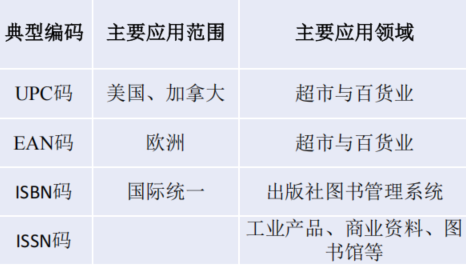 典型编码 主要应用范围 主要应用领域
UPC码 美国、加拿大 超市与百货业
EAN码 欧洲 超市与百货业
ISBN码 国际统一 出版社图书管理系统
ISSN码 工业产品、商业资料、图
书馆等